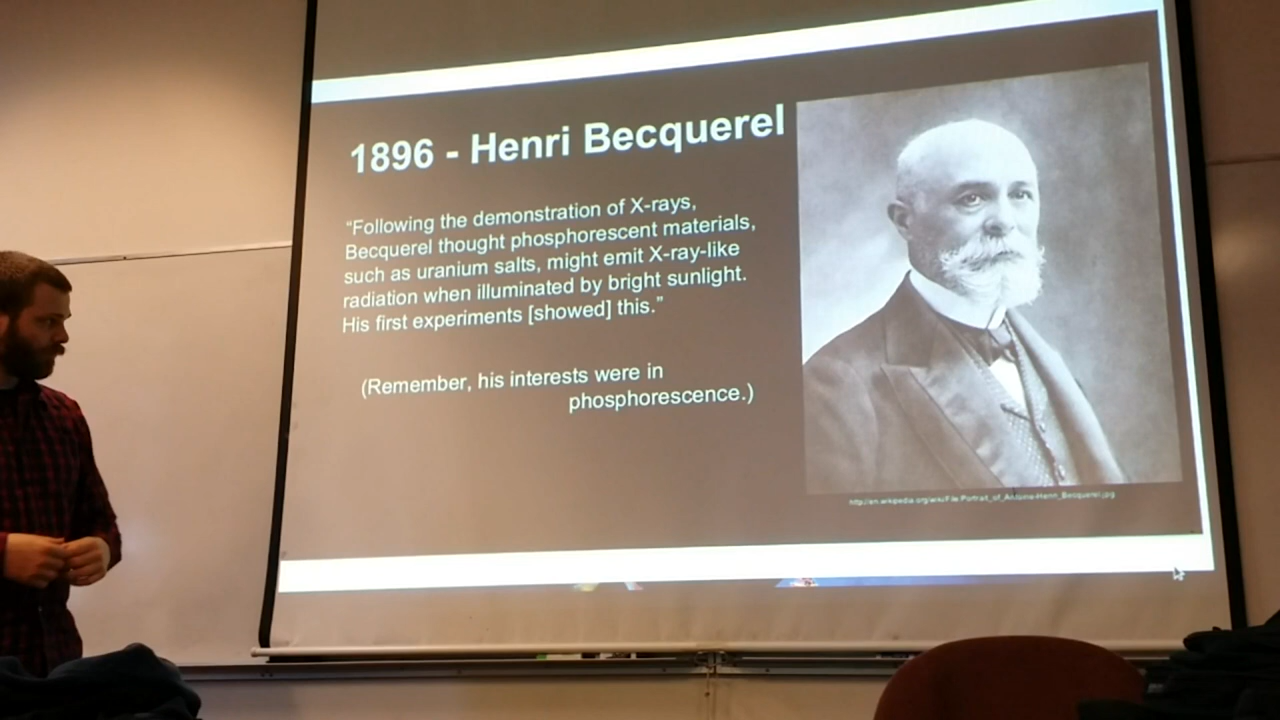 1896 - Henri Becquerel
“Following the demonstration of X-rays,
Becquerel thought phosphorescent materials,
such as uranium salts, might emit X-ray-like
radiation when illuminated by bright sunlight.
His first experiments [showed] this.”
(Remember, his interests were in
phosphorescence.)
http://en.wikipedia.org/wiki/File:Portrait_of_Antoine-Henri_Becquerel.jpg